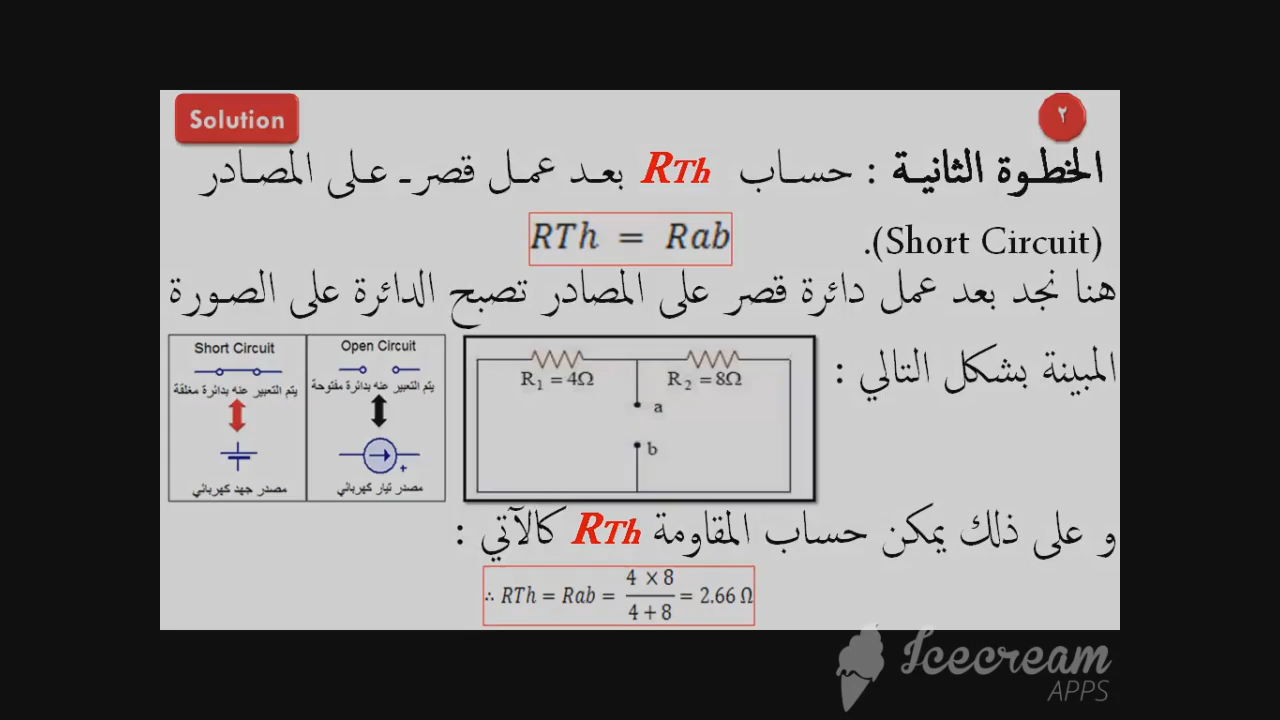 Solution
٢
الخطوة الثانية : حساب RTh بعد عمل قصر على المصادر
(Short Circuit).
RTh = Rab
هنا نجد بعد عمل دائرة قصر على المصادر تصبح الدائرة على الصورة
المبينة بشكل التالي :
Short Circuit
يتم التعبير عنه بدائرة مغلقة
مصدر جهد كهربائي
Open Circuit
يتم التعبير عنه بدائرة مفتوحة
+
مصدر تيار كهربائي
R₁ = 4Ω
R₂ = 8Ω
a
b
و على ذلك يمكن حساب المقاومة RTh كالآتي :
∴ RTh = Rab = (4 × 8)/(4 + 8) = 2.66 Ω
Icecream
APPS